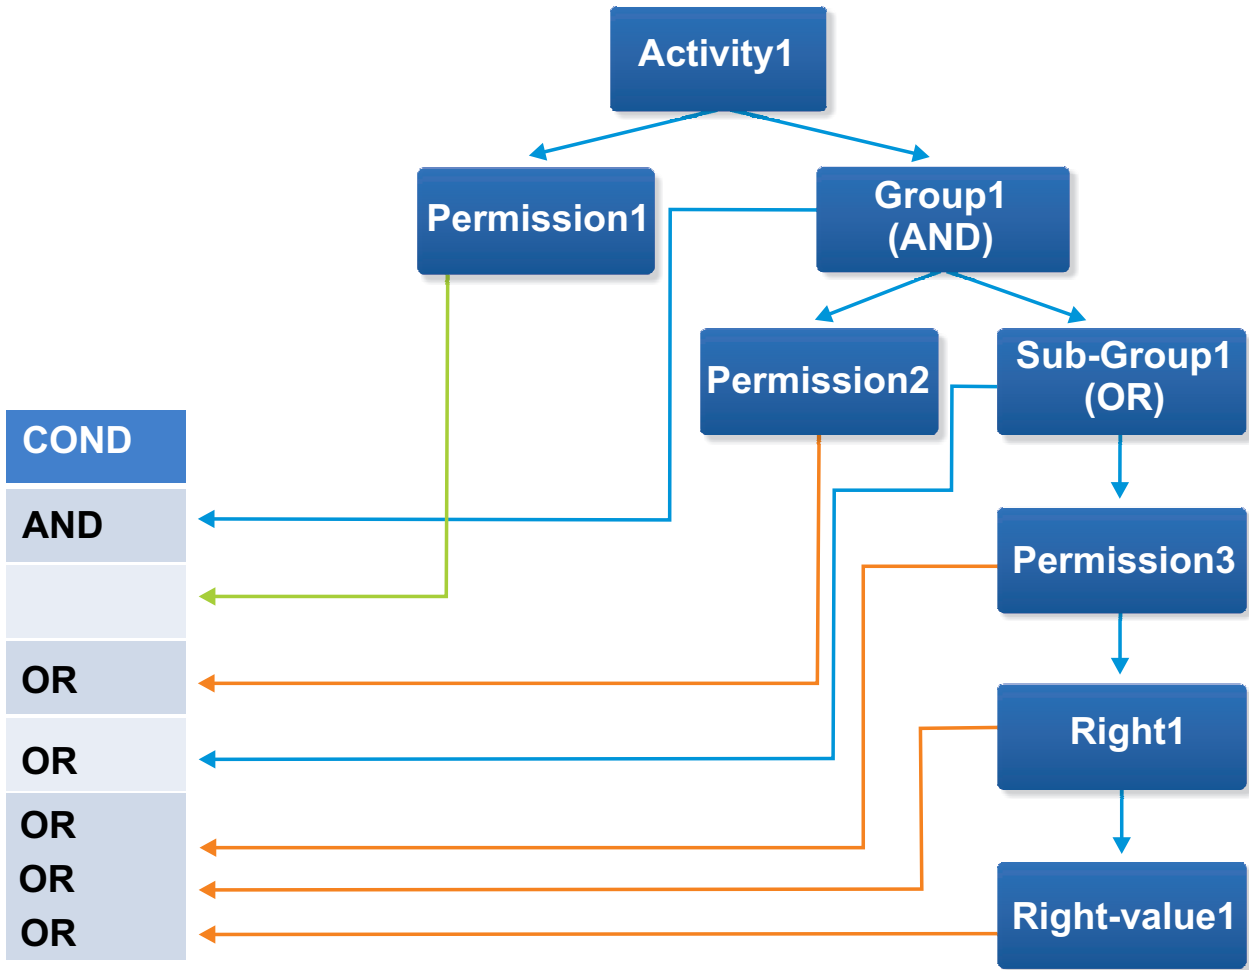 Activity1
Permission1
Group1
(AND)
Permission2
Sub-Group1
(OR)
COND
AND
Permission3
OR
Right1
OR
OR
OR
Right-value1
OR